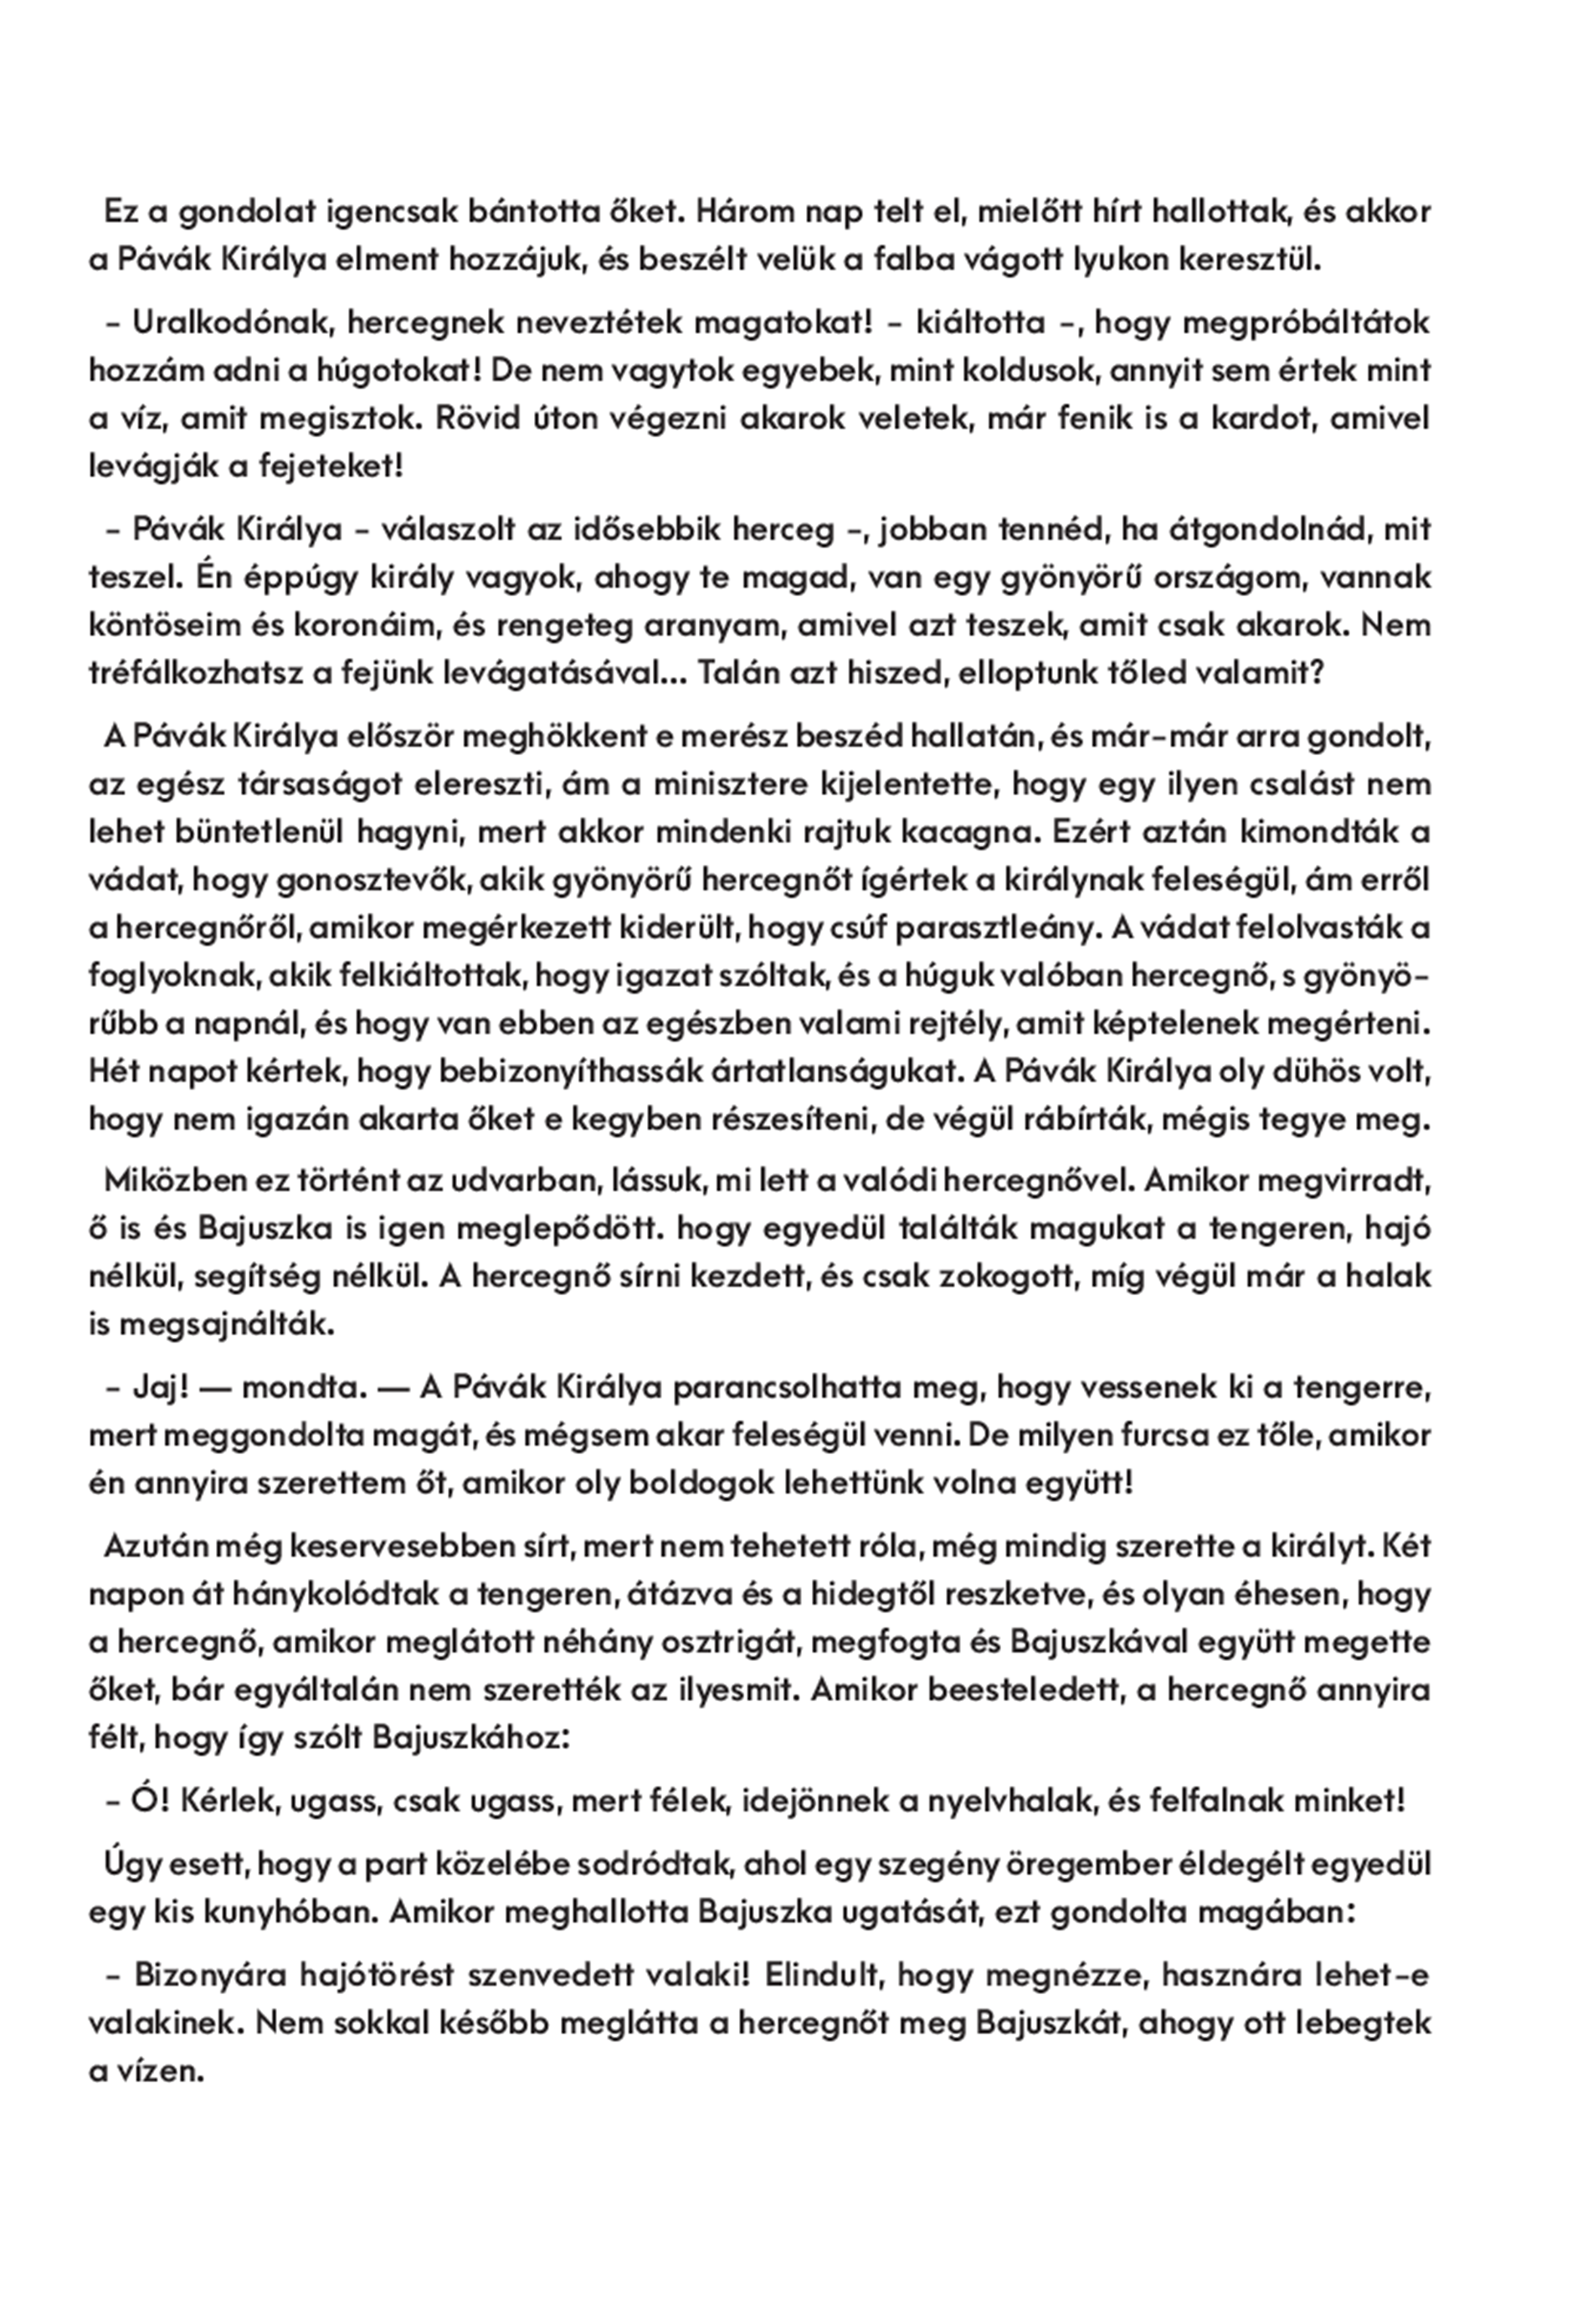 Ez a gondolat igencsak bántotta őket. Három nap telt el, mielőtt hírt hallottak, és akkor
a Pávák Királya elment hozzájuk, és beszélt velük a falba vágott lyukon keresztül.
– Uralkodónak, hercegnek neveztétek magatokat! – kiáltotta –, hogy megpróbáltátok
hozzám adni a húgotokat! De nem vagytok egyebek, mint koldusok, annyit sem értek mint
a víz, amit megisztok. Rövid úton végezni akarok veletek, már fenik is a kardot, amivel
levágják a fejeteket!
– Pávák Királya – válaszolt az idősebbik herceg –, jobban tennéd, ha átgondolnád, mit
teszel. Én éppúgy király vagyok, ahogy te magad, van egy gyönyörű országom, vannak
köntöseim és koronáim, és rengeteg aranyam, amivel azt teszek, amit csak akarok. Nem
tréfálkozhatsz a fejünk levágatásával... Talán azt hiszed, elloptunk tőled valamit?
A Pávák Királya először meghökkent e merész beszéd hallatán, és már-már arra gondolt,
az egész társaságot elereszti, ám a minisztere kijelentette, hogy egy ilyen csalást nem
lehet büntetlenül hagyni, mert akkor mindenki rajtuk kacagna. Ezért aztán kimondták a
vádat, hogy gonosztevők, akik gyönyörű hercegnőt ígértek a királynak feleségül, ám erről
a hercegnőről, amikor megérkezett kiderült, hogy csúf parasztleány. A vádat felolvasták a
foglyoknak, akik felkiáltottak, hogy igazat szóltak, és a húguk valóban hercegnő, s gyönyö-
rűbb a napnál, és hogy van ebben az egészben valami rejtély, amit képtelenek megérteni.
Hét napot kértek, hogy bebizonyíthassák ártatlanságukat. A Pávák Királya oly dühös volt,
hogy nem igazán akarta őket e kegyben részesíteni, de végül rábírták, mégis tegye meg.
Miközben ez történt az udvarban, lássuk, mi lett a valódi hercegnővel. Amikor megvirradt,
ő is és Bajuszka is igen meglepődött. hogy egyedül találták magukat a tengeren, hajó
nélkül, segítség nélkül. A hercegnő sírni kezdett, és csak zokogott, míg végül már a halak
is megsajnálták.
– Jaj! — mondta. — A Pávák Királya parancsolhatta meg, hogy vessenek ki a tengerre,
mert meggondolta magát, és mégsem akar feleségül venni. De milyen furcsa ez tőle, amikor
én annyira szerettem őt, amikor oly boldogok lehettünk volna együtt!
Azután még keservesebben sírt, mert nem tehetett róla, még mindig szerette a királyt. Két
napon át hánykolódtak a tengeren, átázva és a hidegtől reszketve, és olyan éhesen, hogy
a hercegnő, amikor meglátott néhány osztrigát, megfogta és Bajuszkával együtt megette
őket, bár egyáltalán nem szerették az ilyesmit. Amikor beesteledett, a hercegnő annyira
félt, hogy így szólt Bajuszkához:
– Ó! Kérlek, ugass, csak ugass, mert félek, idejönnek a nyelvhalak, és felfalnak minket!
Úgy esett, hogy a part közelébe sodródtak, ahol egy szegény öregember éldegélt egyedül
egy kis kunyhóban. Amikor meghallotta Bajuszka ugatását, ezt gondolta magában:
– Bizonyára hajótörést szenvedett valaki! Elindult, hogy megnézze, hasznára lehet-e
valakinek. Nem sokkal később meglátta a hercegnőt meg Bajuszkát, ahogy ott lebegtek
a vízen.